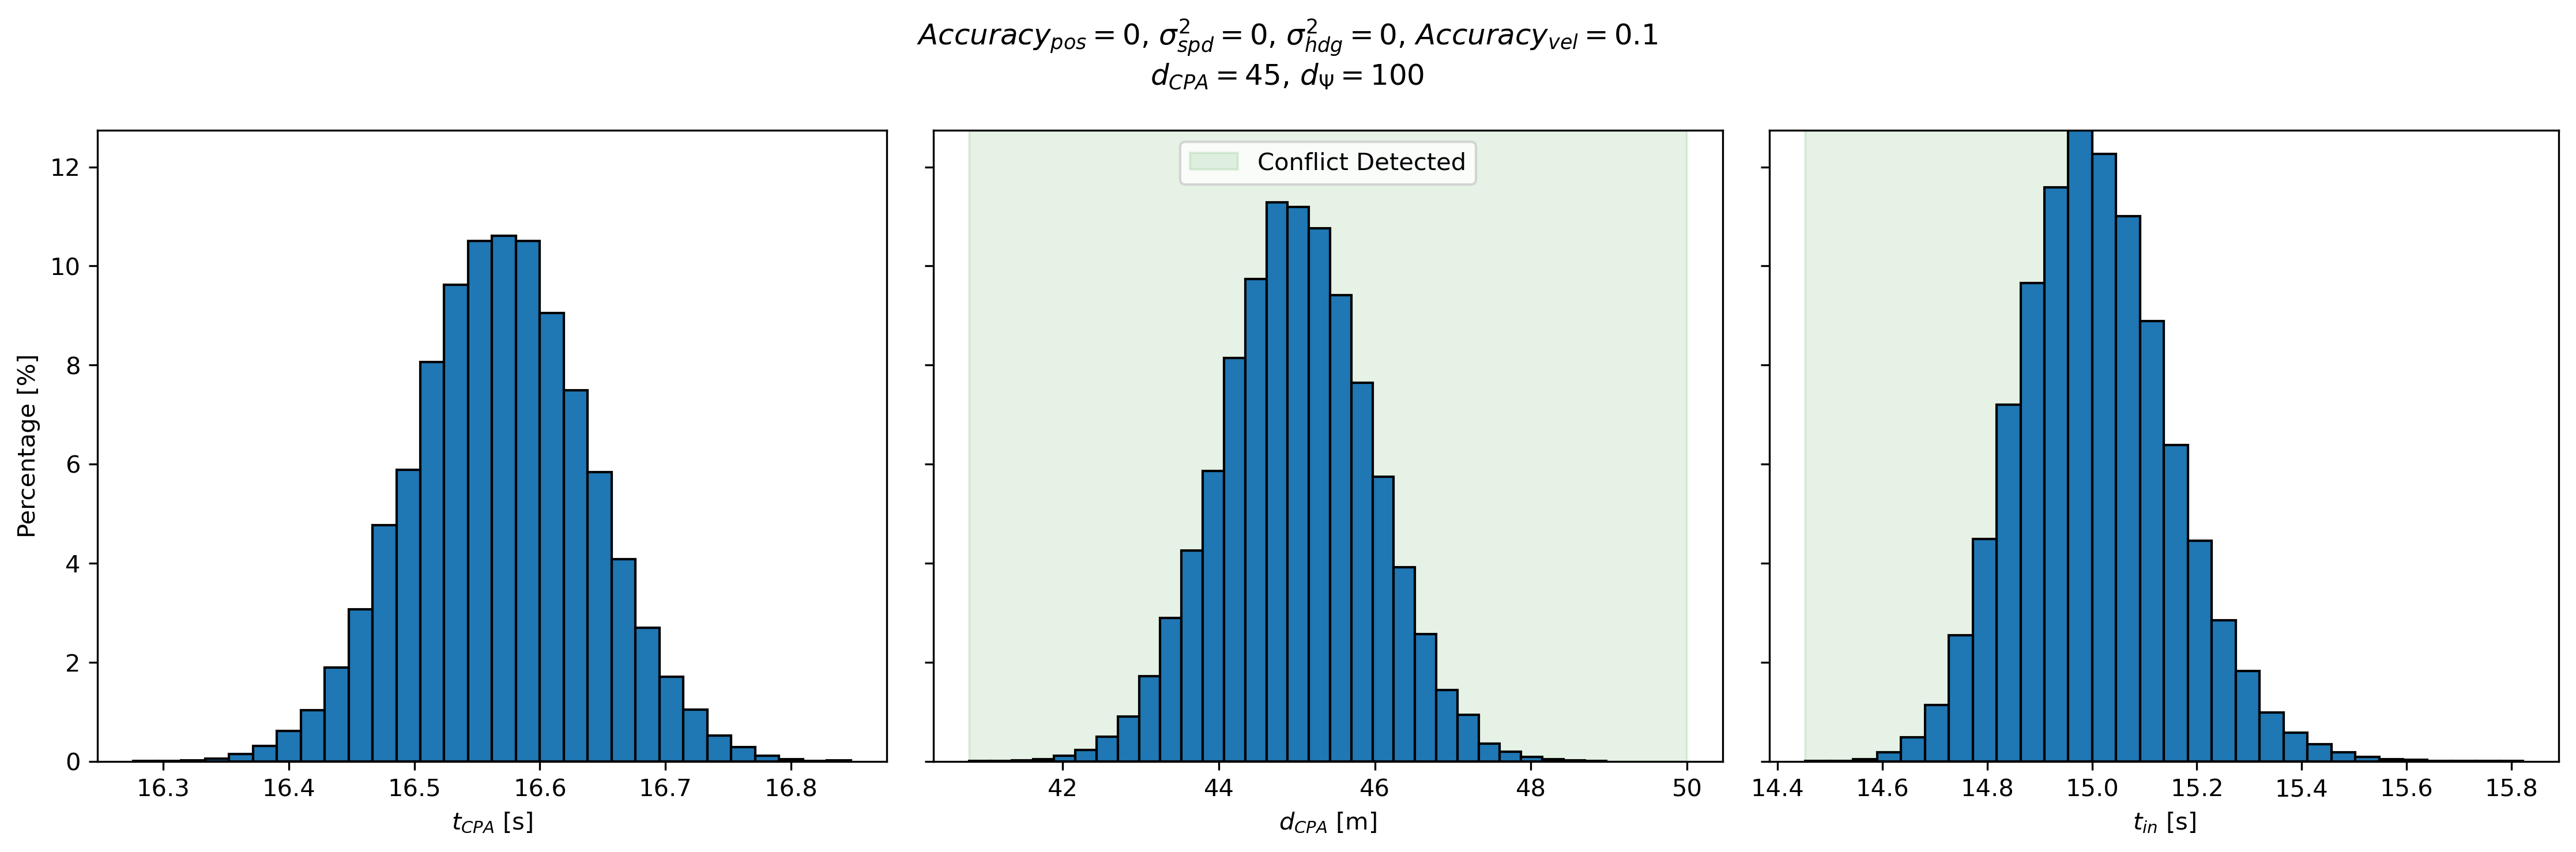 Accuracy_pos = 0, σ²_spd = 0, σ²_hdg = 0, Accuracy_vel = 0.1
d_CPA = 45, d_Ψ = 100
Percentage [%]
12
10
8
6
4
2
0
16.3 16.4 16.5 16.6 16.7 16.8
t_CPA [s]
Conflict Detected
42 44 46 48 50
d_CPA [m]
14.4 14.6 14.8 15.0 15.2 15.4 15.6 15.8
t_in [s]